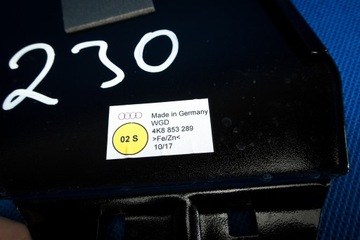 230
Made in Germany
WGD
4K8 853 289
02 S
>Fe/Zn<
10/17